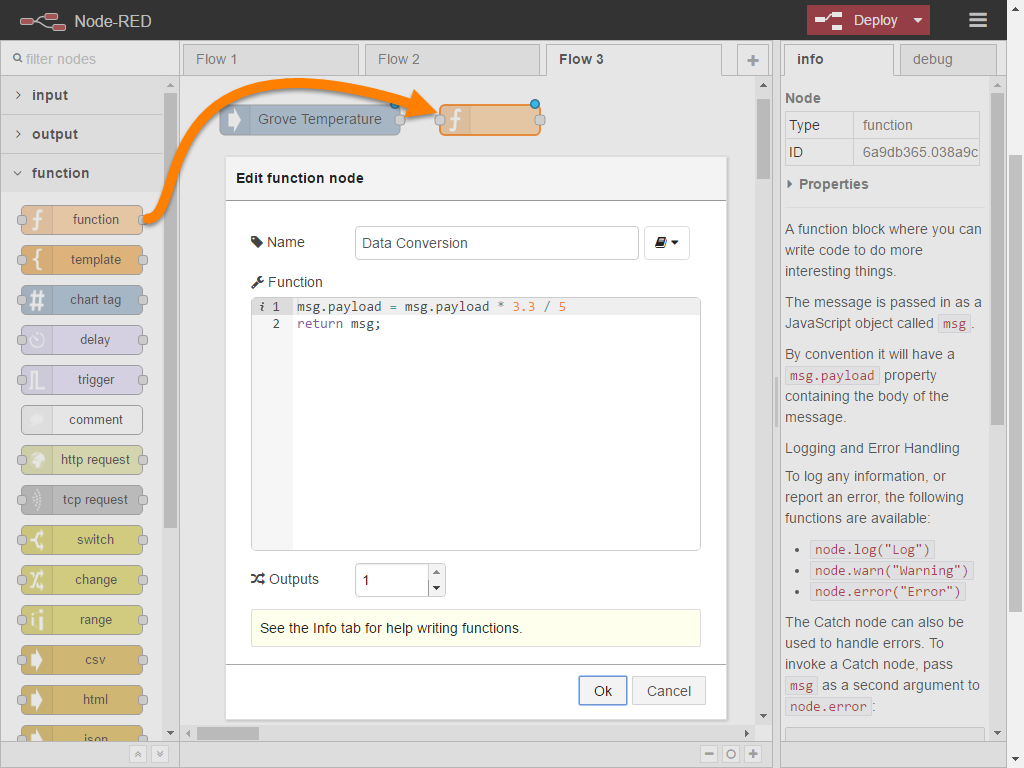 Node-RED
Deploy
filter nodes
Flow 1
Flow 2
Flow 3
info
debug
input
output
function
function
template
chart tag
delay
trigger
comment
http request
tcp request
switch
change
range
csv
html
json
Grove Temperature
Edit function node
Name
Data Conversion
Function
1 msg.payload = msg.payload * 3.3 / 5
2 return msg;
Outputs
1
See the Info tab for help writing functions.
Ok
Cancel
Node
Type function
ID 6a9db365.038a9c
Properties
A function block where you can
write code to do more
interesting things.
The message is passed in as a
JavaScript object called msg.
By convention it will have a
msg.payload property
containing the body of the
message.
Logging and Error Handling
To log any information, or
report an error, the following
functions are available:
• node.log("Log")
• node.warn("Warning")
• node.error("Error")
The Catch node can also be
used to handle errors. To
invoke a Catch node, pass
msg as a second argument to
node.error: